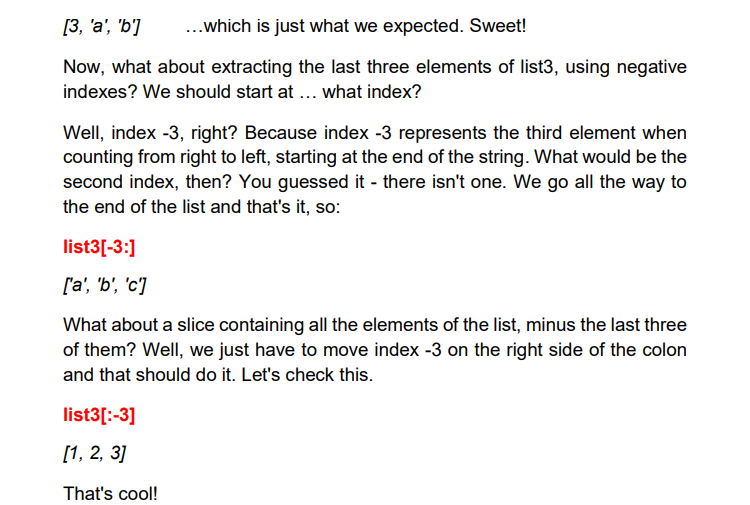 [3, 'a', 'b'] …which is just what we expected. Sweet!
Now, what about extracting the last three elements of list3, using negative
indexes? We should start at … what index?
Well, index -3, right? Because index -3 represents the third element when
counting from right to left, starting at the end of the string. What would be the
second index, then? You guessed it - there isn't one. We go all the way to
the end of the list and that's it, so:
list3[-3:]
['a', 'b', 'c']
What about a slice containing all the elements of the list, minus the last three
of them? Well, we just have to move index -3 on the right side of the colon
and that should do it. Let's check this.
list3[:-3]
[1, 2, 3]
That's cool!